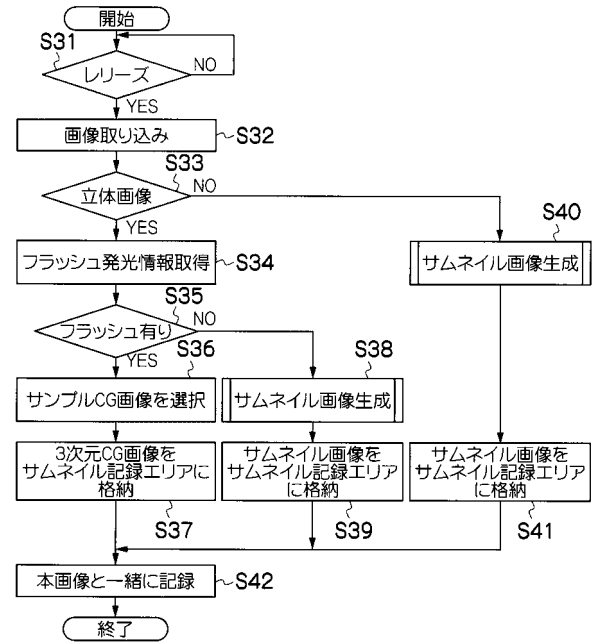 開始
S31
レリーズ
NO
YES
画像取り込み
S32
S33
立体画像
NO
YES
S40
フラッシュ発光情報取得
S34
サムネイル画像生成
S35
フラッシュ有り
NO
YES
S36
S38
サンプルCG画像を選択
サムネイル画像生成
3次元CG画像を
サムネイル記録エリアに
格納
サムネイル画像を
サムネイル記録エリア
に格納
サムネイル画像を
サムネイル記録エリア
に格納
S37
S39
S41
本画像と一緒に記録
S42
終了